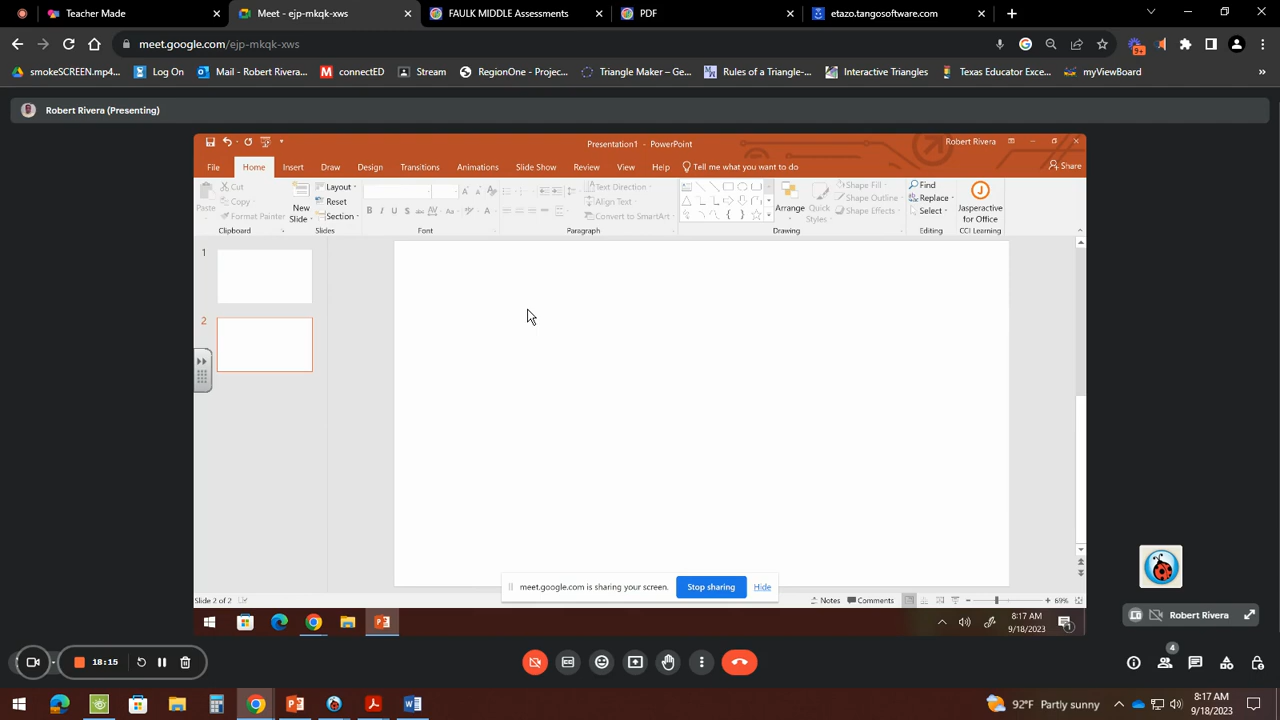 Teacher Made
Meet - ejp-mkqk-xws
FAULK MIDDLE Assessments
PDF
etazo.tangosoftware.com
meet.google.com/ejp-mkqk-xws
9+
smokeSCREEN.mp4...
Log On
Mail - Robert Rivera...
connectED
Stream
RegionOne - Projec...
Triangle Maker – Ge...
Rules of a Triangle-...
Interactive Triangles
Texas Educator Exce...
myViewBoard
Robert Rivera (Presenting)
Presentation1 - PowerPoint
Robert Rivera
File
Home
Insert
Draw
Design
Transitions
Animations
Slide Show
Review
View
Help
Tell me what you want to do
Share
Paste
Cut
Copy
Format Painter
Clipboard
New Slide
Layout
Reset
Section
Slides
Font
Text Direction
Align Text
Convert to SmartArt
Paragraph
Arrange
Quick Styles
Shape Fill
Shape Outline
Shape Effects
Drawing
Find
Replace
Select
Editing
Jasperactive for Office
CCI Learning
1
2
meet.google.com is sharing your screen.
Stop sharing
Hide
Slide 2 of 2
Notes
Comments
69%
8:17 AM
9/18/2023
Robert Rivera
18:15
4
92°F Partly sunny
8:17 AM
9/18/2023